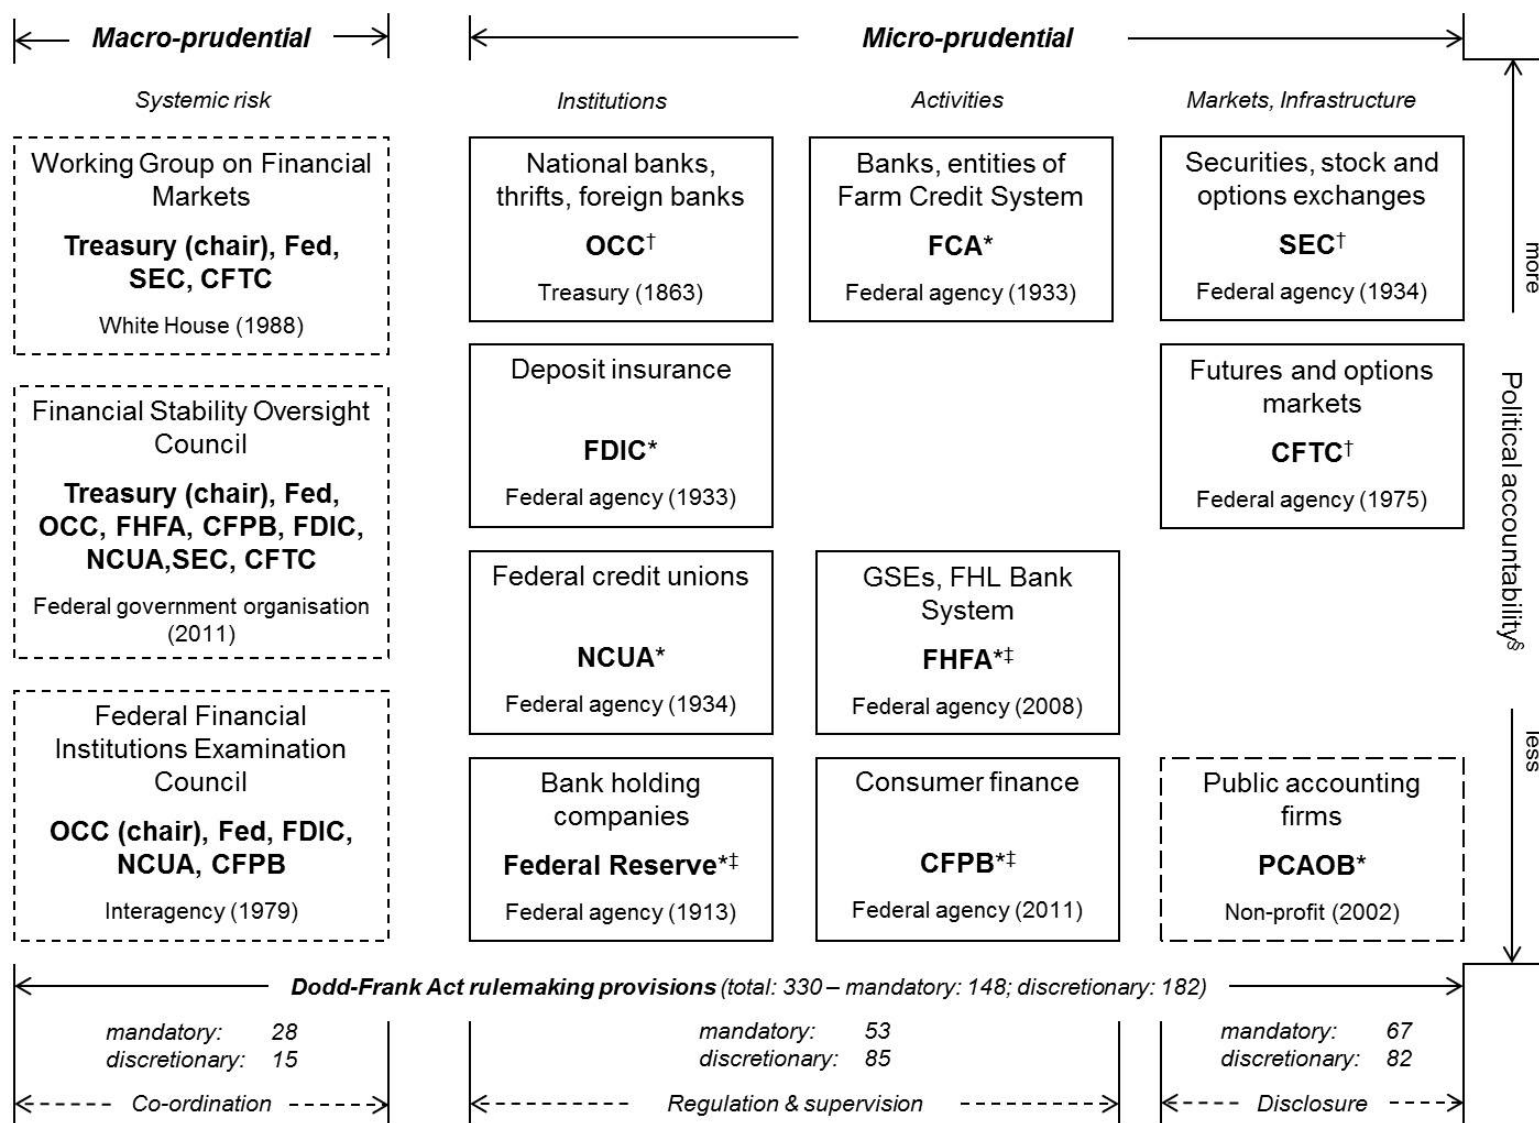 Macro-prudential
Micro-prudential
Systemic risk
Institutions
Activities
Markets, Infrastructure
Working Group on Financial
Markets
Treasury (chair), Fed,
SEC, CFTC
White House (1988)
Financial Stability Oversight
Council
Treasury (chair), Fed,
OCC, FHFA, CFPB, FDIC,
NCUA,SEC, CFTC
Federal government organisation
(2011)
Federal Financial
Institutions Examination
Council
OCC (chair), Fed, FDIC,
NCUA, CFPB
Interagency (1979)
National banks,
thrifts, foreign banks
OCC†
Treasury (1863)
Deposit insurance
FDIC*
Federal agency (1933)
Federal credit unions
NCUA*
Federal agency (1934)
Bank holding
companies
Federal Reserve*‡
Federal agency (1913)
Banks, entities of
Farm Credit System
FCA*
Federal agency (1933)
GSEs, FHL Bank
System
FHFA*‡
Federal agency (2008)
Consumer finance
CFPB*‡
Federal agency (2011)
Securities, stock and
options exchanges
SEC†
Federal agency (1934)
Futures and options
markets
CFTC†
Federal agency (1975)
Public accounting
firms
PCAOB*
Non-profit (2002)
more
Political accountability§
less
Dodd-Frank Act rulemaking provisions (total: 330 – mandatory: 148; discretionary: 182)
mandatory: 28
discretionary: 15
mandatory: 53
discretionary: 85
mandatory: 67
discretionary: 82
Co-ordination
Regulation & supervision
Disclosure